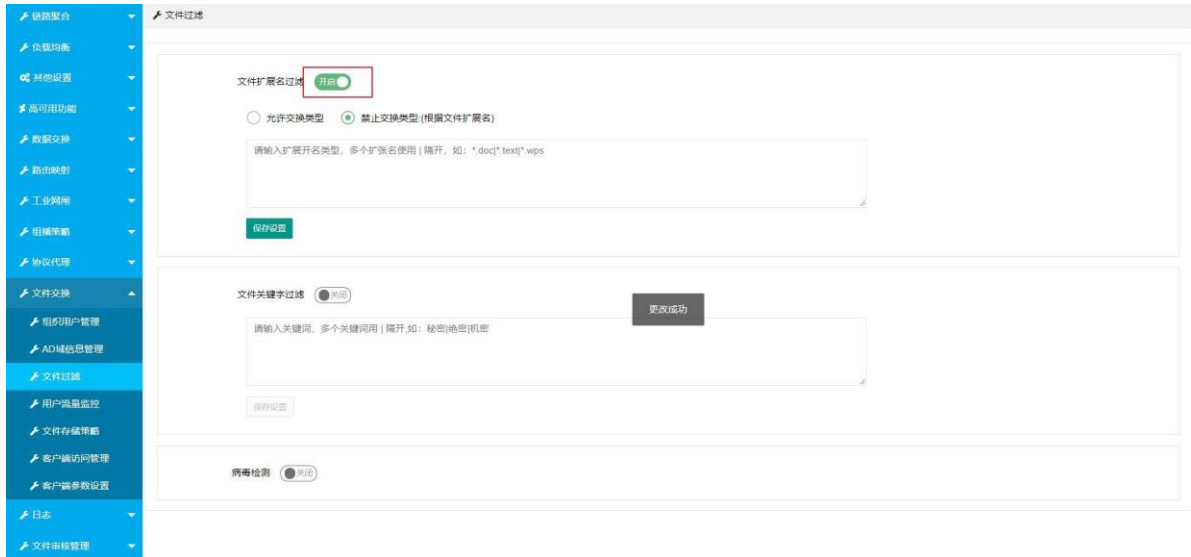 链路聚合
负载均衡
其他设置
高可用功能
数据交换
路由映射
工业网闸
组播策略
协议代理
文件交换
组织用户管理
AD域信息管理
文件过滤
用户流量监控
文件存储策略
客户端访问管理
客户端参数设置
日志
文件审核管理
文件过滤
文件扩展名过滤 开启
允许交换类型 禁止交换类型(根据文件扩展名)
请输入扩展开名类型，多个扩张名使用 | 隔开，如：*.doc|*.text|*.wps
保存设置
文件关键字过滤 关闭
更改成功
请输入关键词，多个关键词用 | 隔开,如：秘密|绝密|机密
保存设置
病毒检测 关闭